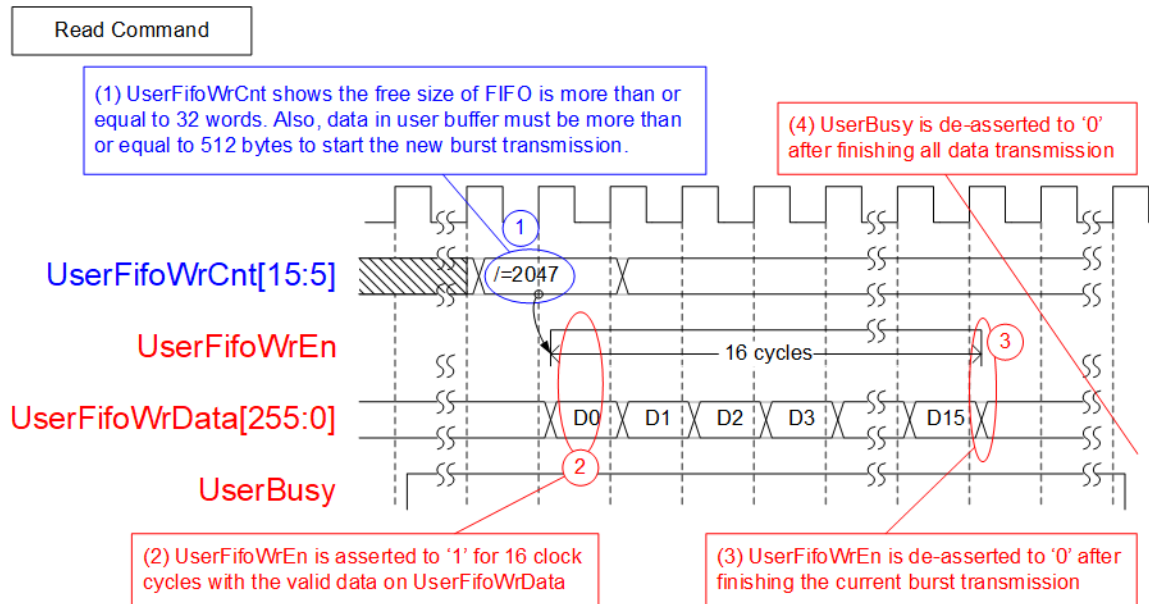 Read Command
(1) UserFifoWrCnt shows the free size of FIFO is more than or
equal to 32 words. Also, data in user buffer must be more than
or equal to 512 bytes to start the new burst transmission.
(4) UserBusy is de-asserted to ‘0’
after finishing all data transmission
1
UserFifoWrCnt[15:5]
/=2047
UserFifoWrEn
16 cycles
3
UserFifoWrData[255:0]
D0
D1
D2
D3
D15
2
UserBusy
(2) UserFifoWrEn is asserted to ‘1’ for 16 clock
cycles with the valid data on UserFifoWrData
(3) UserFifoWrEn is de-asserted to ‘0’ after
finishing the current burst transmission